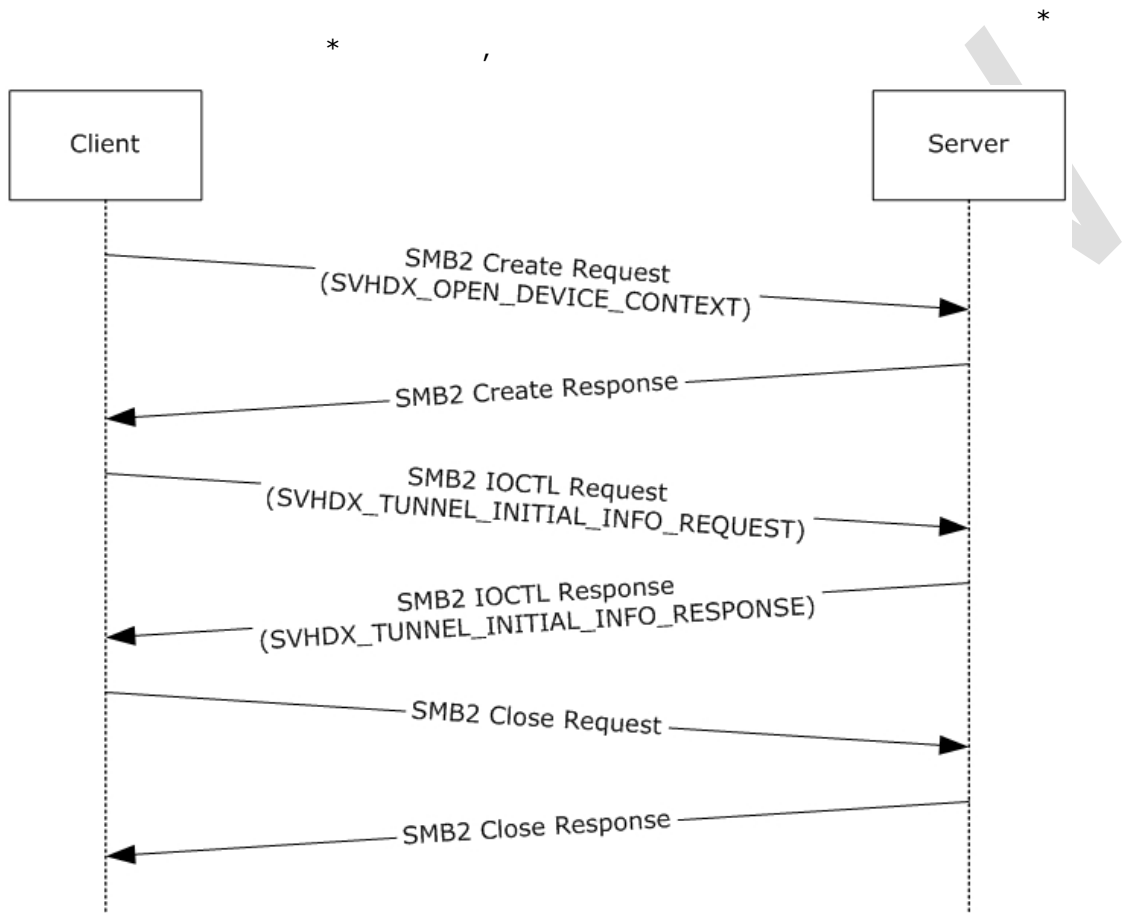 *
* ,
Client
Server
SMB2 Create Request
(SVHDX_OPEN_DEVICE_CONTEXT)
SMB2 Create Response
SMB2 IOCTL Request
(SVHDX_TUNNEL_INITIAL_INFO_REQUEST)
SMB2 IOCTL Response
(SVHDX_TUNNEL_INITIAL_INFO_RESPONSE)
SMB2 Close Request
SMB2 Close Response